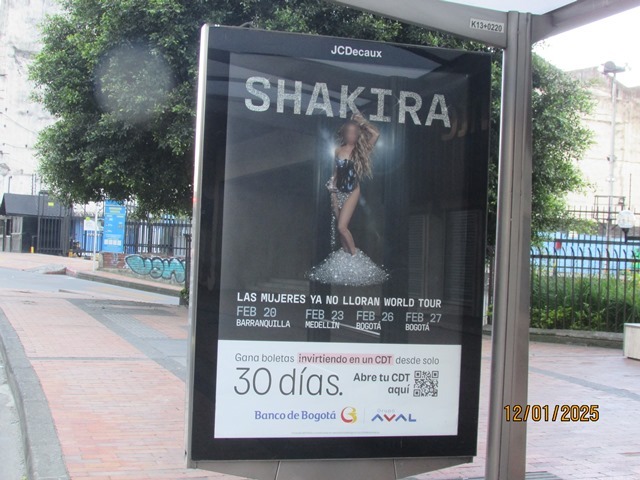 K13+0220
JCDecaux
SHAKIRA
LAS MUJERES YA NO LLORAN WORLD TOUR
FEB 20 FEB 23 FEB 26 FEB 27
BARRANQUILLA MEDELLÍN BOGOTÁ BOGOTÁ
Gana boletas invirtiendo en un CDT desde solo
30 días.
Abre tu CDT
aquí
Banco de Bogotá
AVAL
12/01/2025